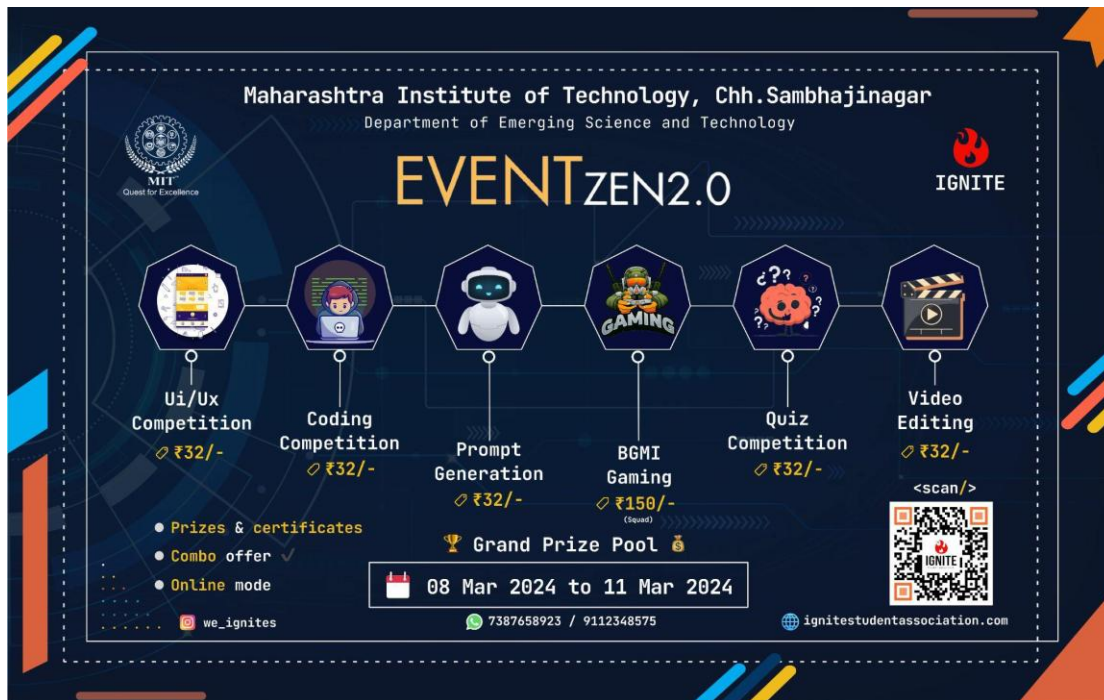 Maharashtra Institute of Technology, Chh.Sambhajinagar
Department of Emerging Science and Technology
MIT
Quest for Excellence
EVENTZEN2.0
IGNITE
GAMING
Ui/Ux
Competition
₹32/-
Coding
Competition
₹32/-
Prompt
Generation
₹32/-
BGMI
Gaming
₹150/-
(Squad)
Quiz
Competition
₹32/-
Video
Editing
₹32/-
<scan/>
IGNITE
Prizes & certificates
Combo offer
Online mode
Grand Prize Pool
08 Mar 2024 to 11 Mar 2024
we_ignites
7387658923 / 9112348575
ignitestudentassociation.com